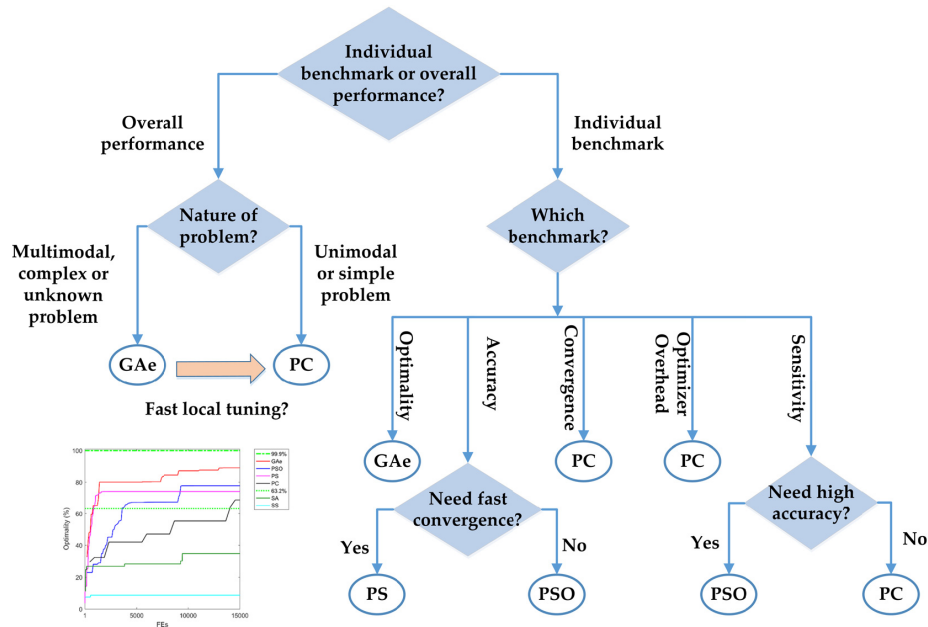 Individual
benchmark or overall
performance?
Overall
performance
Individual
benchmark
Nature of
problem?
Which
benchmark?
Multimodal,
complex or
unknown
problem
Unimodal
or simple
problem
GAe
PC
Fast local tuning?
Optimality
Accuracy
Convergence
Optimizer
Overhead
Sensitivity
GAe
PC
PC
Need fast
convergence?
Need high
accuracy?
Yes
No
Yes
No
PS
PSO
PSO
PC
100
80
60
40
20
0
Optimality (%)
1
5000
10000
15000
FEs
99.9%
GAe
PSO
PS
PC
63.2%
SA
SS